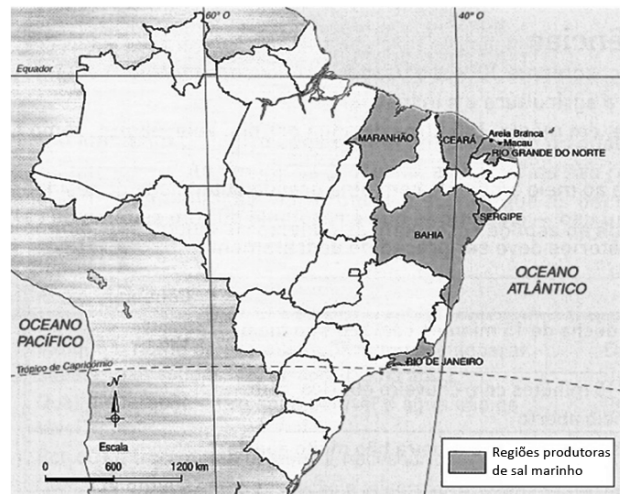 60° O
40° O
Equador
MARANHÃO
CEARÁ
Areia Branca
Macau
RIO GRANDE DO NORTE
SERGIPE
BAHIA
OCEANO
ATLÂNTICO
OCEANO
PACÍFICO
RIO DE JANEIRO
Trópico de Capricórnio
N
Escala
0 600 1200 km
Regiões produtoras
de sal marinho